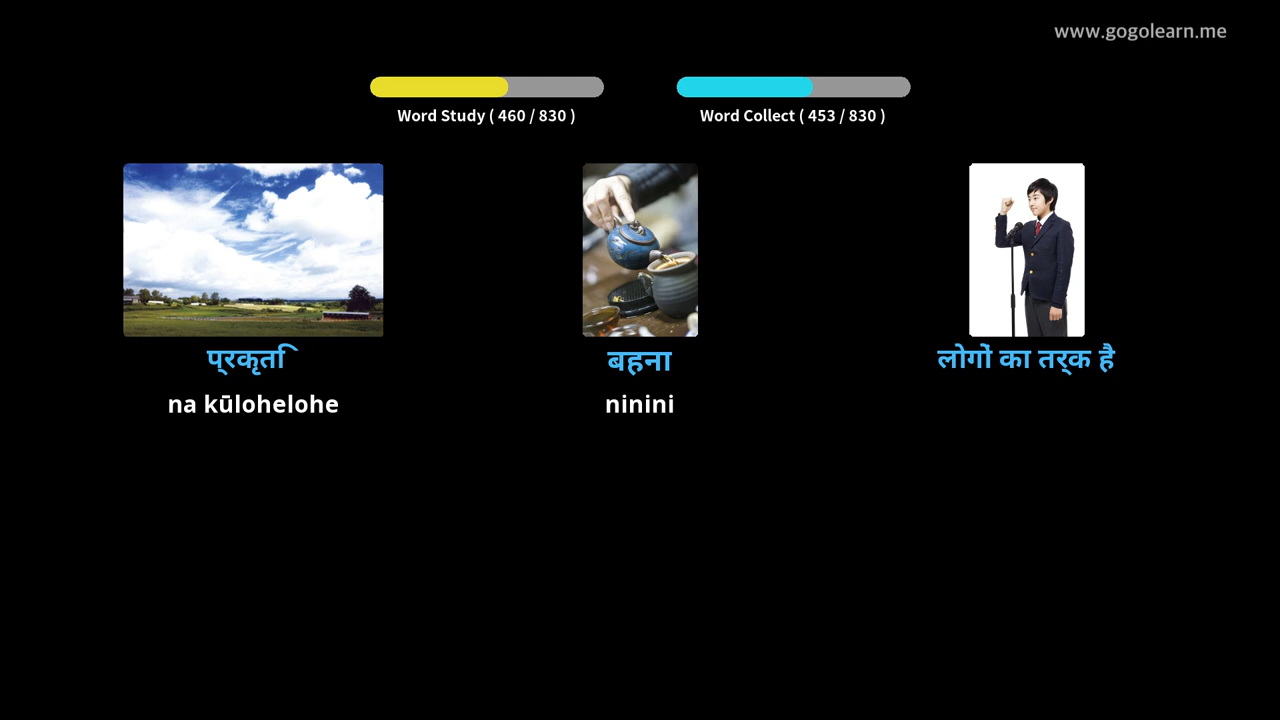 www.gogolearn.me
Word Study ( 460 / 830 )
Word Collect ( 453 / 830 )
प्रकृति
बहना
लोगों का तर्क है
na kūlohelohe
ninini